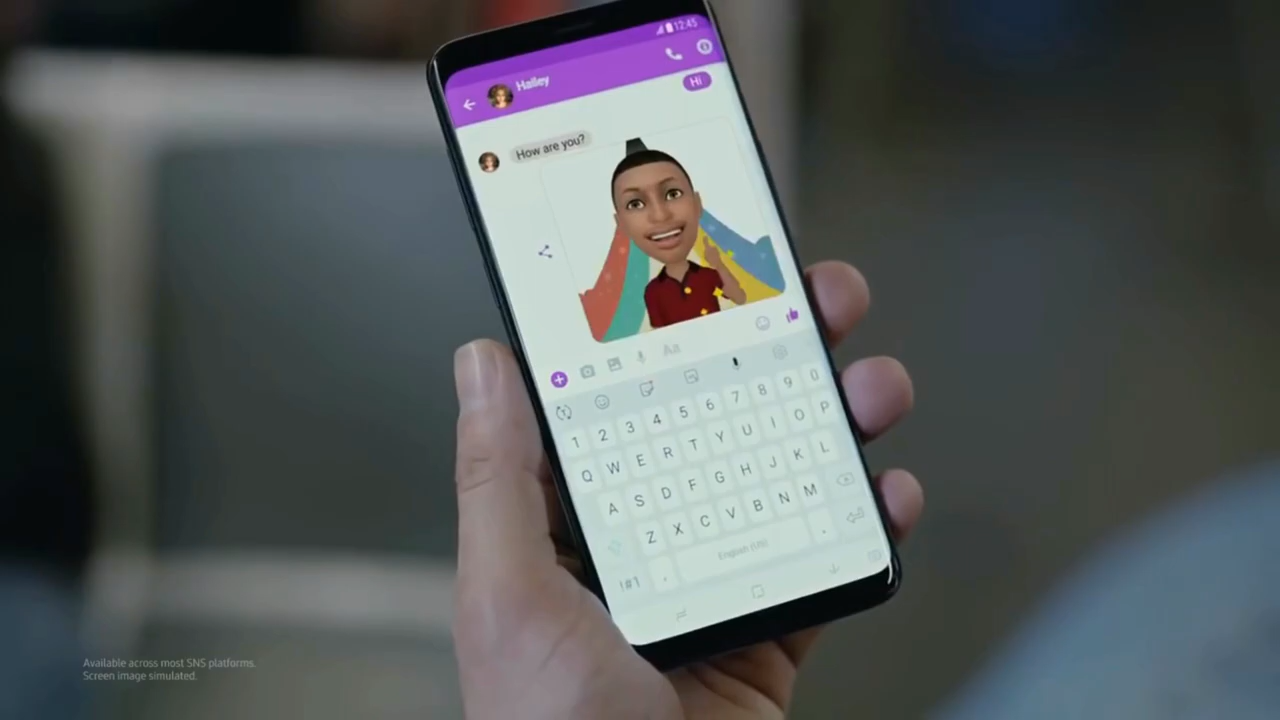 12:45
Halley
Hi
How are you?
Aa
1 2 3 4 5 6 7 8 9 0
Q W E R T Y U I O P
A S D F G H J K L
Z X C V B N M
!#1 , English (US) .
Available across most SNS platforms.
Screen image simulated.